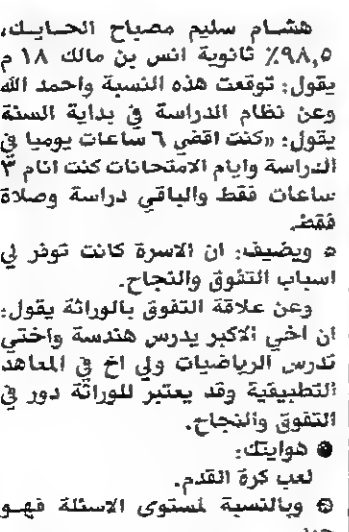 هشام سليم مصباح الحايك،
٩٨,٥٪ ثانوية انس بن مالك ١٨ م
يقول: توقعت هذه النسبة واحمد الله
وعن نظام الدراسة في بداية السنة
يقول: «كنت اقضي ٦ ساعات يوميا في
الدراسة وايام الامتحانات كنت انام ٣
ساعات فقط والباقي دراسة وصلاة
فقط.
ويضيف: ان الاسرة كانت توفر لي
اسباب التفوق والنجاح.
وعن علاقة التفوق بالوراثة يقول:
ان اخي الاكبر يدرس هندسة واختي
تدرس الرياضيات ولي اخ في المعاهد
التطبيقية وقد يعتبر للوراثة دور في
التفوق والنجاح.
● هوايتك:
لعب كرة القدم.
وبالنسبة لمستوى الاسئلة فهو